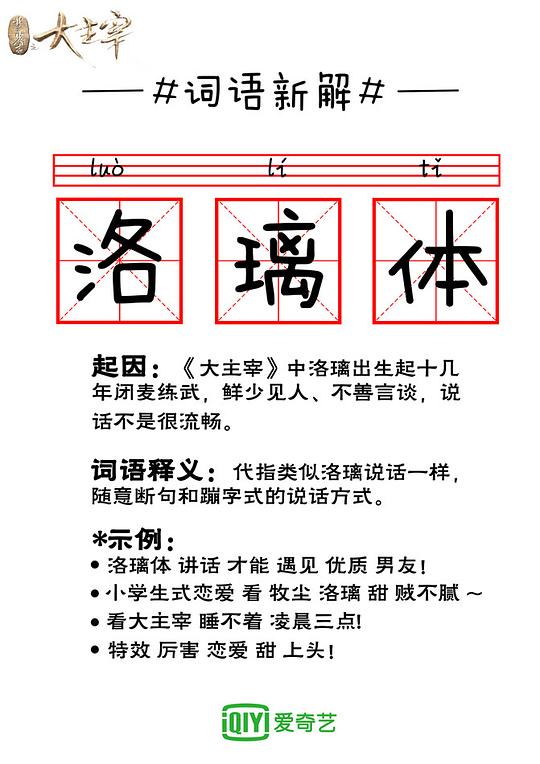 大主宰
#词语新解#
luò lí tǐ
洛璃体
起因：《大主宰》中洛璃出生起十几
年闭麦练武，鲜少见人、不善言谈，说
话不是很流畅。
词语释义：代指类似洛璃说话一样，
随意断句和蹦字式的说话方式。
*示例：
• 洛璃体 讲话 才能 遇见 优质 男友！
• 小学生式恋爱 看 牧尘 洛璃 甜 贼不腻 ~
• 看大主宰 睡不着 凌晨三点！
• 特效 厉害 恋爱 甜 上头！
iQIYI 爱奇艺